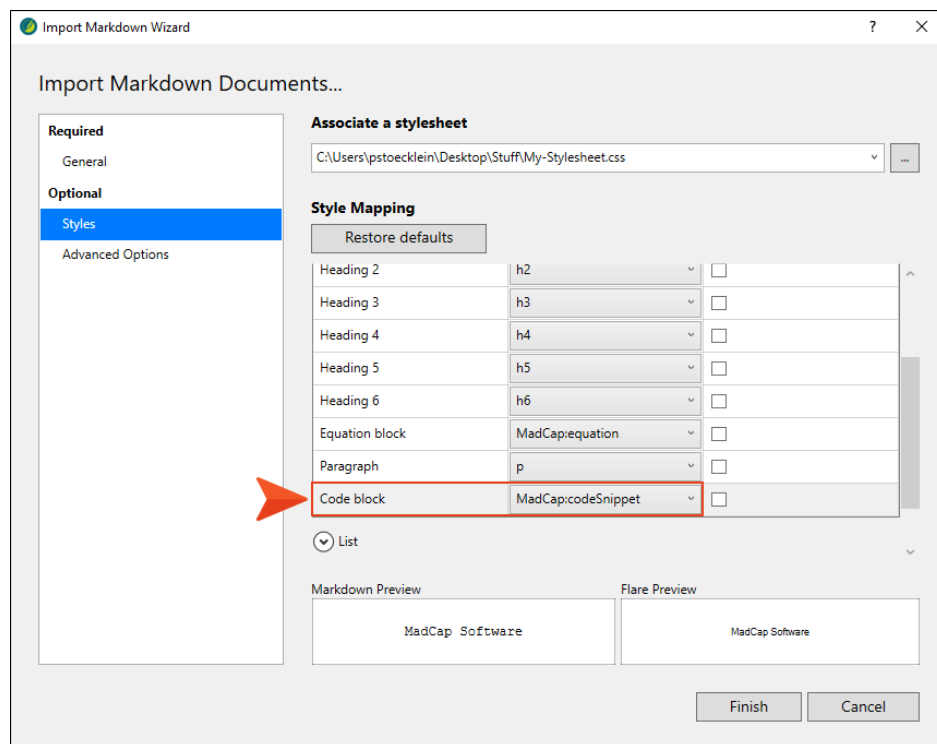 Import Markdown Wizard
?
Import Markdown Documents...
Required
General
Optional
Styles
Advanced Options
Associate a stylesheet
C:\Users\pstoecklein\Desktop\Stuff\My-Stylesheet.css
...
Style Mapping
Restore defaults
Heading 2 h2
Heading 3 h3
Heading 4 h4
Heading 5 h5
Heading 6 h6
Equation block MadCap:equation
Paragraph p
Code block MadCap:codeSnippet
List
Markdown Preview Flare Preview
MadCap Software MadCap Software
Finish Cancel